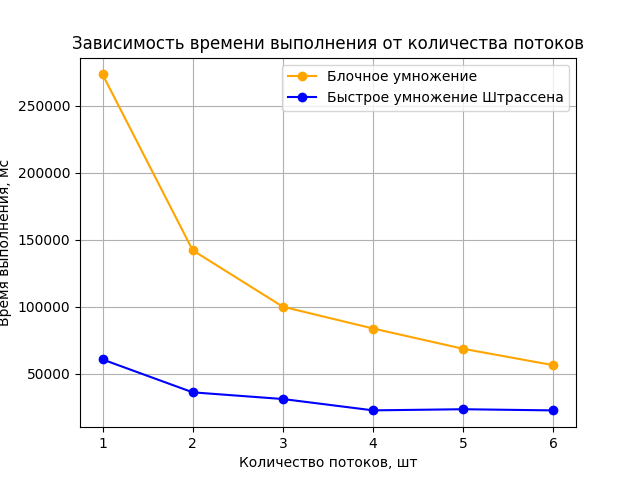 Зависимость времени выполнения от количества потоков
Блочное умножение
Быстрое умножение Штрассена
Время выполнения, мс
250000
200000
150000
100000
50000
1 2 3 4 5 6
Количество потоков, шт